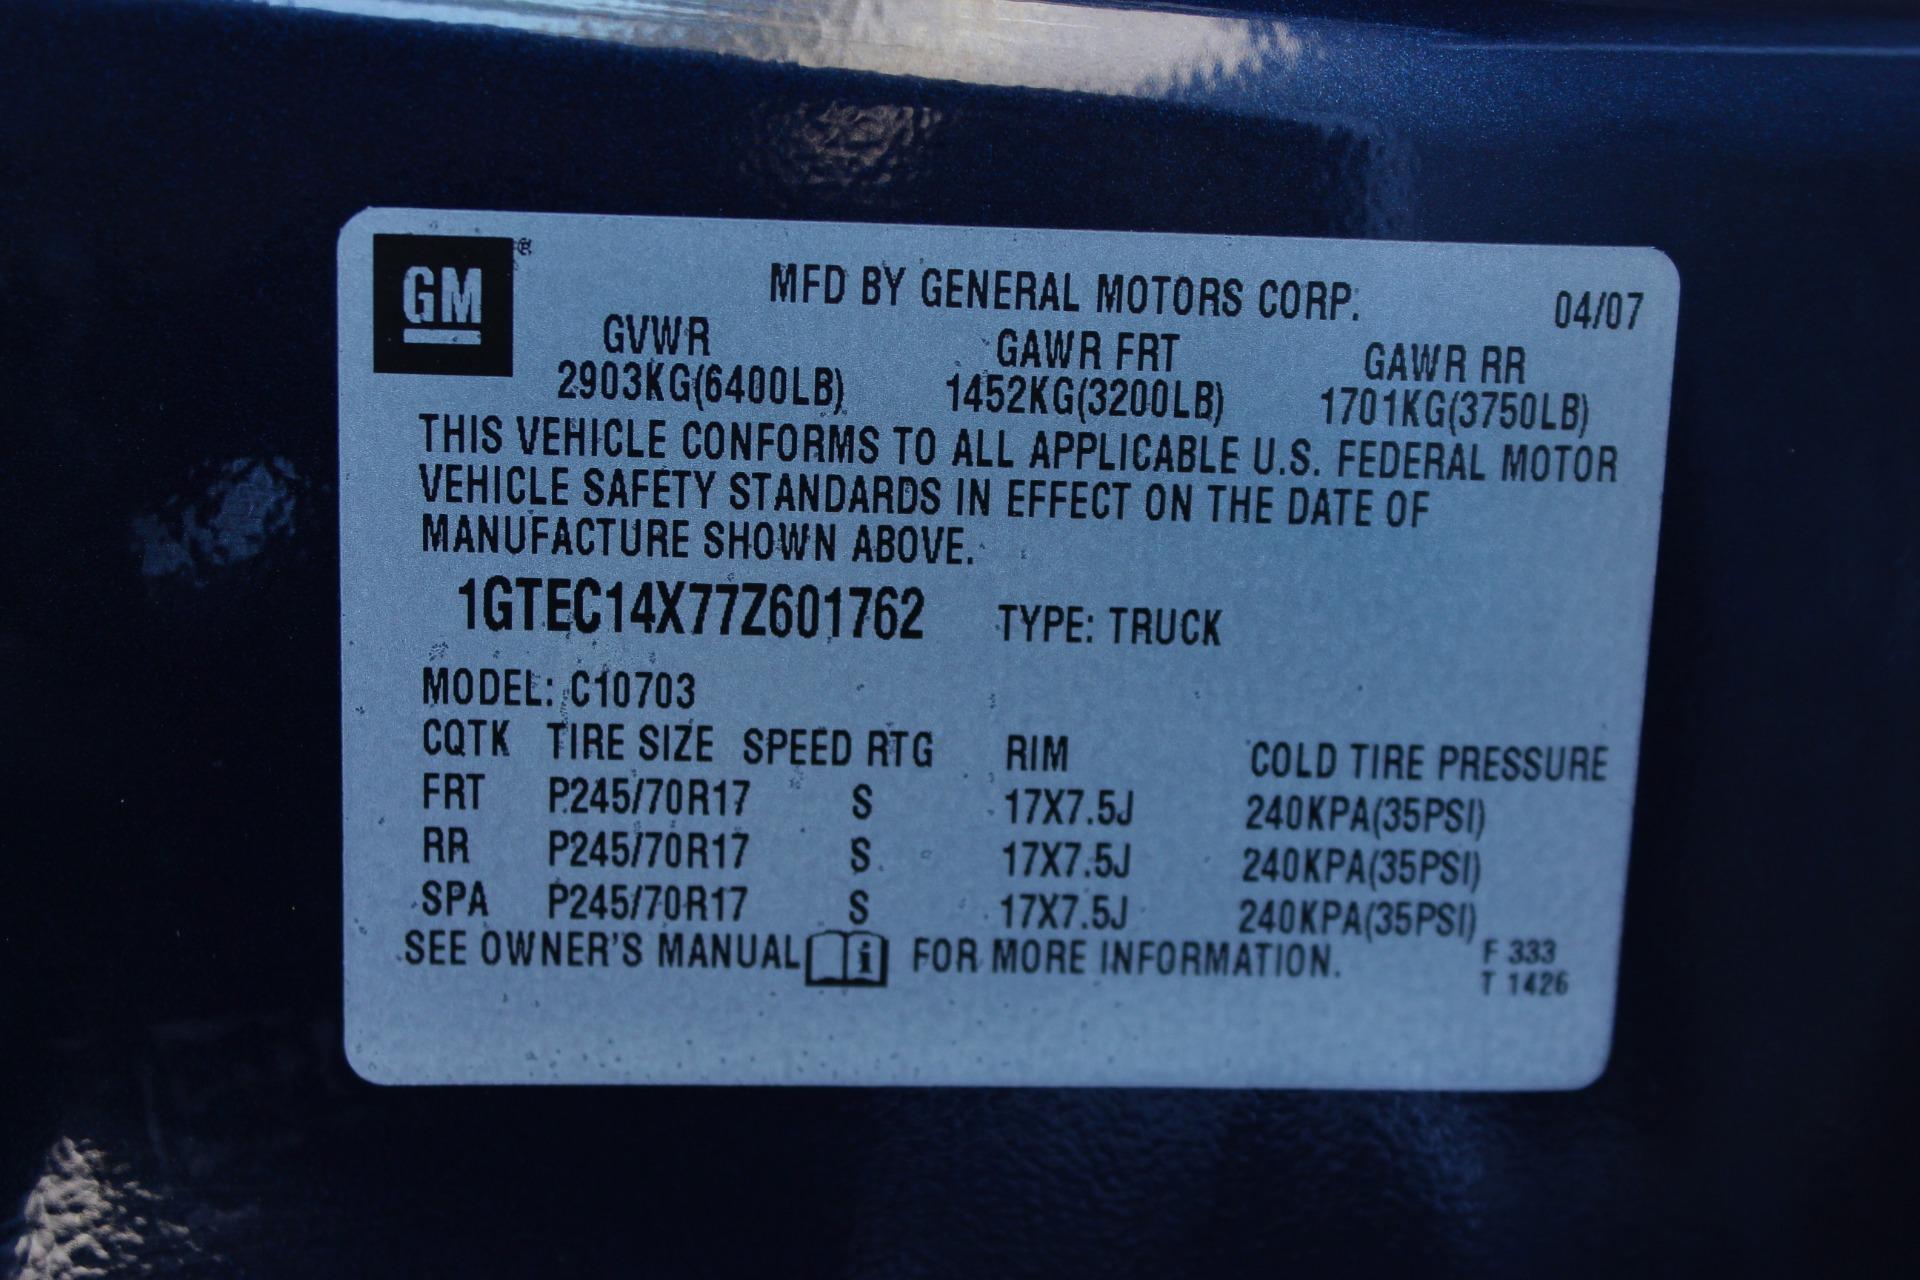 GM ®
MFD BY GENERAL MOTORS CORP. 04/07
GVWR GAWR FRT GAWR RR
2903KG(6400LB) 1452KG(3200LB) 1701KG(3750LB)
THIS VEHICLE CONFORMS TO ALL APPLICABLE U.S. FEDERAL MOTOR
VEHICLE SAFETY STANDARDS IN EFFECT ON THE DATE OF
MANUFACTURE SHOWN ABOVE.
1GTEC14X77Z601762 TYPE: TRUCK
MODEL: C10703
CQTK TIRE SIZE SPEED RTG RIM COLD TIRE PRESSURE
FRT P245/70R17 S 17X7.5J 240KPA(35PSI)
RR P245/70R17 S 17X7.5J 240KPA(35PSI)
SPA P245/70R17 S 17X7.5J 240KPA(35PSI)
SEE OWNER'S MANUAL i FOR MORE INFORMATION.
F 333
T 1426